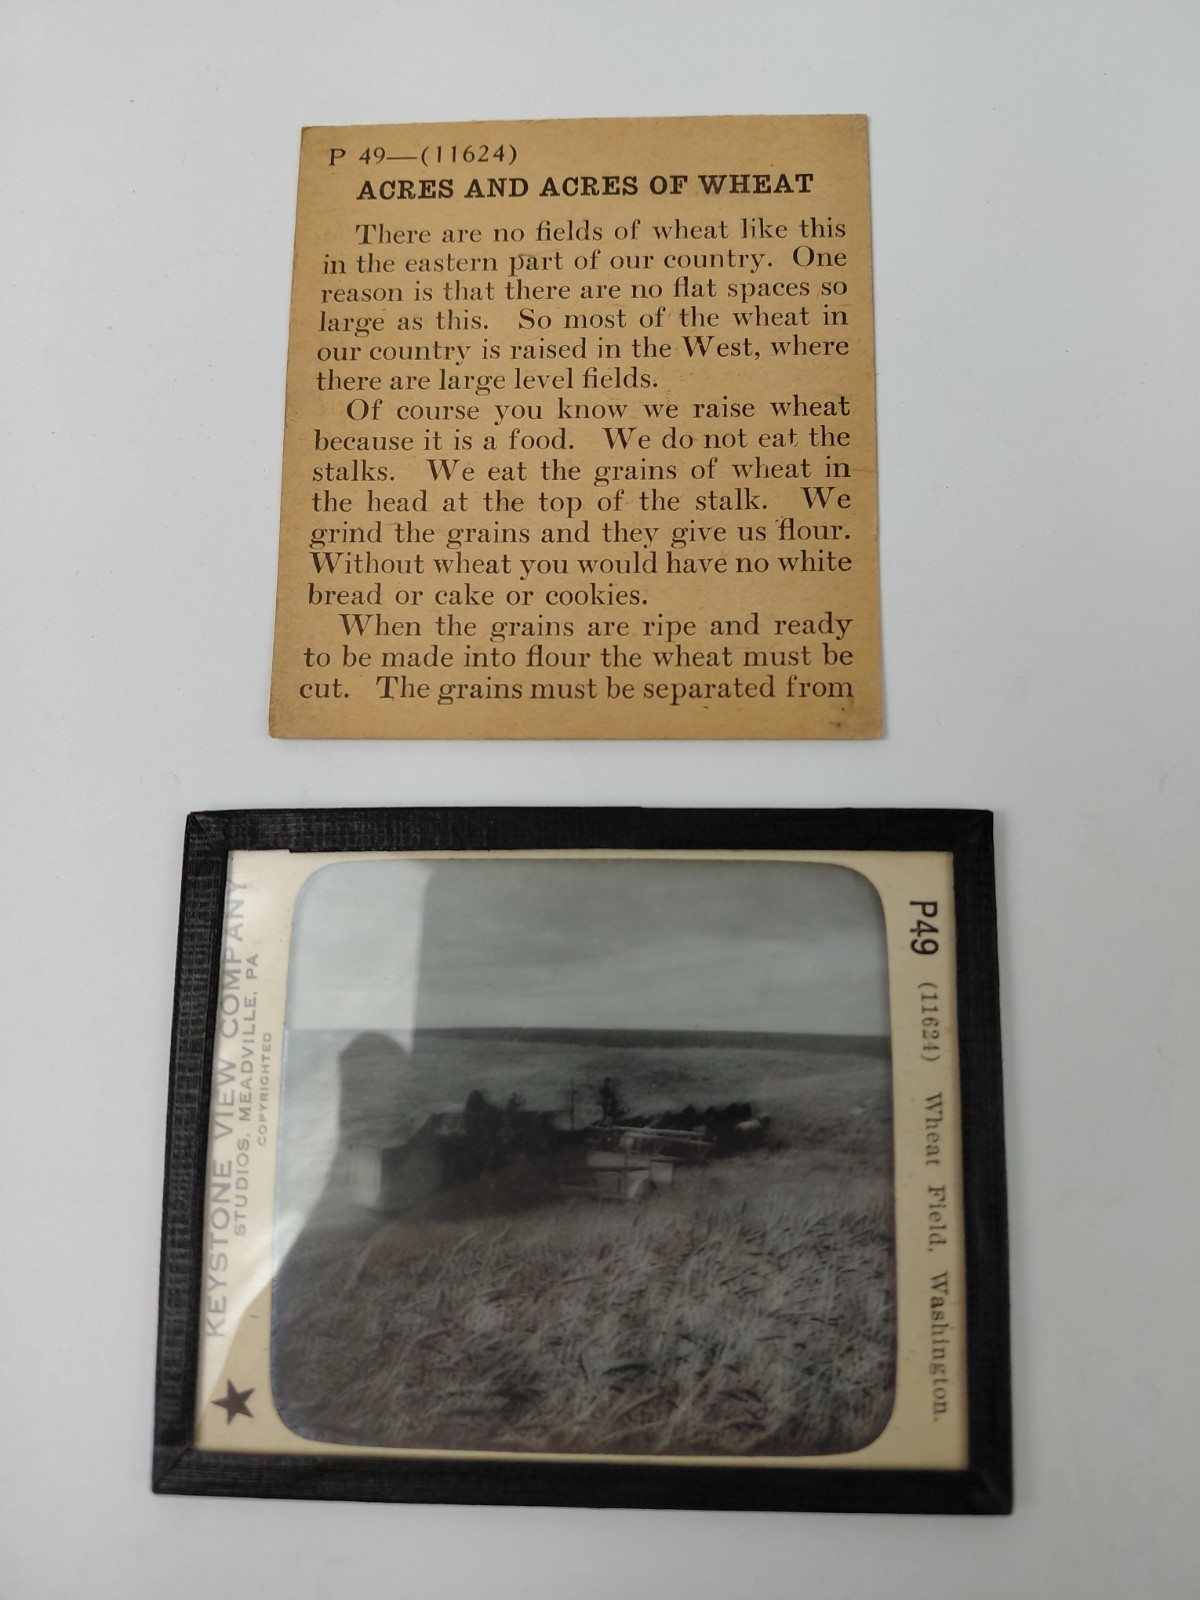 P 49—(11624)
ACRES AND ACRES OF WHEAT
There are no fields of wheat like this
in the eastern part of our country. One
reason is that there are no flat spaces so
large as this. So most of the wheat in
our country is raised in the West, where
there are large level fields.
Of course you know we raise wheat
because it is a food. We do not eat the
stalks. We eat the grains of wheat in
the head at the top of the stalk. We
grind the grains and they give us flour.
Without wheat you would have no white
bread or cake or cookies.
When the grains are ripe and ready
to be made into flour the wheat must be
cut. The grains must be separated from
KEYSTONE VIEW COMPANY
STUDIOS, MEADVILLE, PA
COPYRIGHTED
P49 (11624) Wheat Field, Washington.